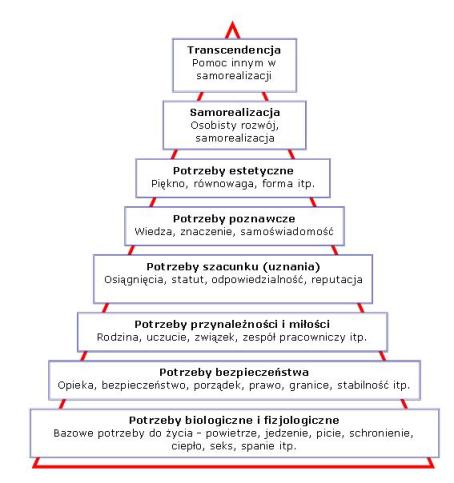 Transcendencja
Pomoc innym w
samorealizacji
Samorealizacja
Osobisty rozwój,
samorealizacja
Potrzeby estetyczne
Piękno, równowaga, forma itp.
Potrzeby poznawcze
Wiedza, znaczenie, samoświadomość
Potrzeby szacunku (uznania)
Osiągnięcia, statut, odpowiedzialność, reputacja
Potrzeby przynależności i miłości
Rodzina, uczucie, związek, zespół pracowniczy itp.
Potrzeby bezpieczeństwa
Opieka, bezpieczeństwo, porządek, prawo, granice, stabilność itp.
Potrzeby biologiczne i fizjologiczne
Bazowe potrzeby do życia - powietrze, jedzenie, picie, schronienie,
ciepło, seks, spanie itp.